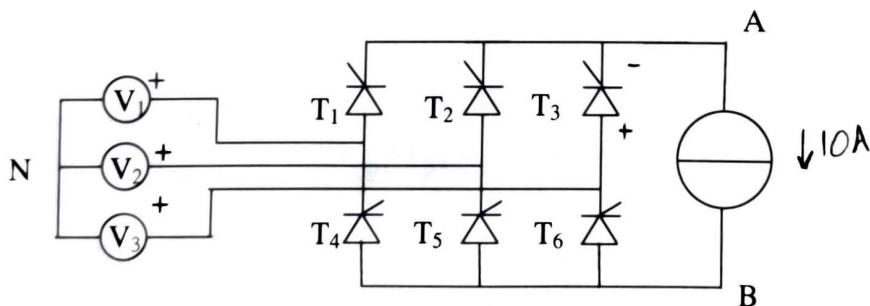 A
V₁ +
T₁ T₂ T₃ -
+
V₂ +
N
↓10A
V₃ +
T₄ T₅ T₆
B